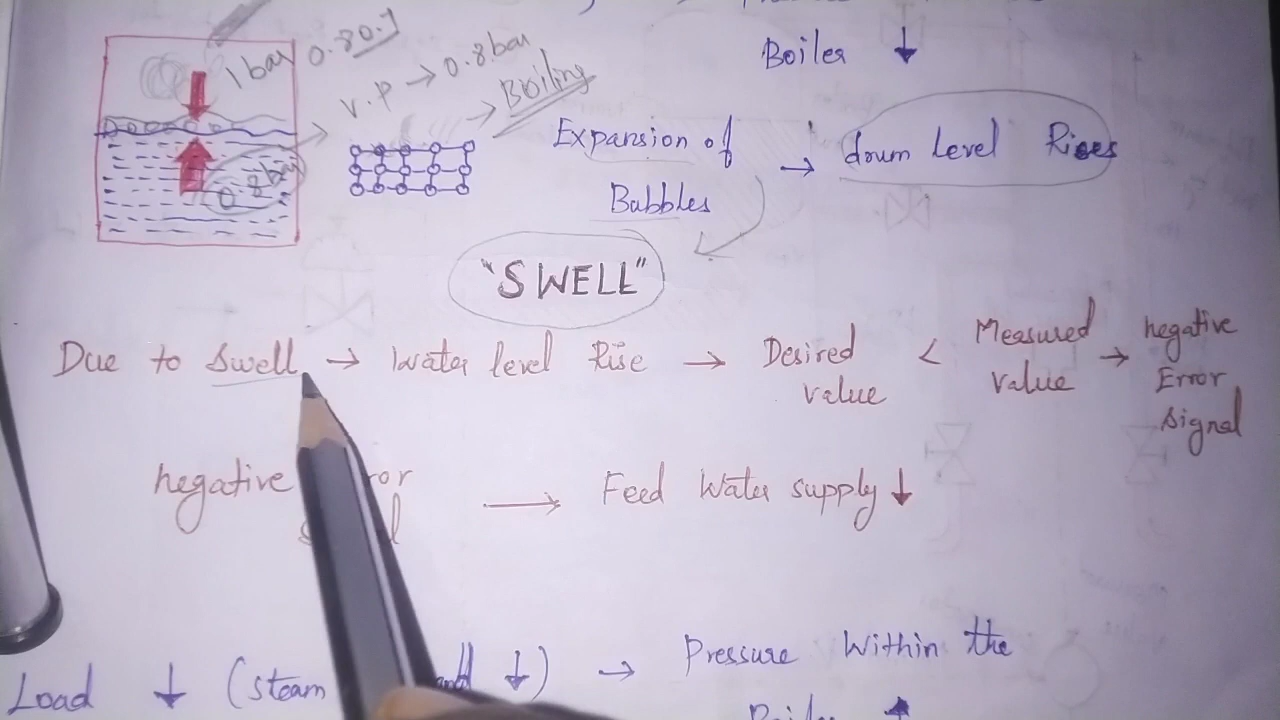 Boiler ↓
1 bar 0.80.7
V.P → 0.8 bar
→ Boiling
0.8 bar
Expansion of
Bubbles
→ drum level Rises
"SWELL"
Due to Swell → Water level Rise → Desired value < Measured value → negative Error signal
negative
Feed Water supply ↓
Load ↓ (steam ↓) → Pressure Within the
Boiler ↑